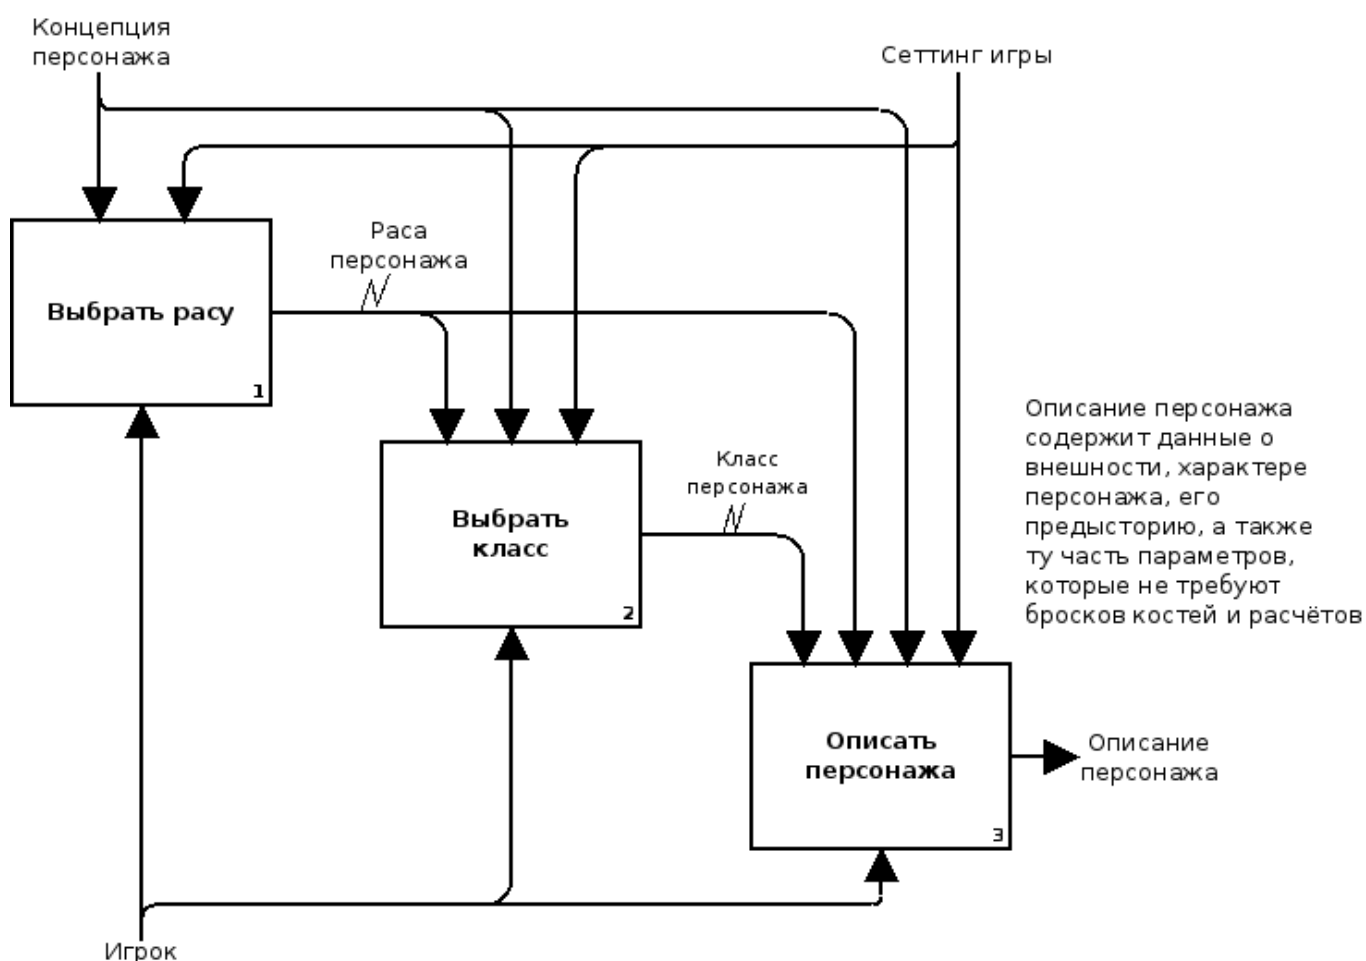 Концепция
персонажа
Сеттинг игры
Раса
персонажа
Выбрать расу
1
Описание персонажа
содержит данные о
внешности, характере
персонажа, его
предысторию, а также
ту часть параметров,
которые не требуют
бросков костей и расчётов
Класс
персонажа
Выбрать
класс
2
Описать
персонажа
3
Описание
персонажа
Игрок